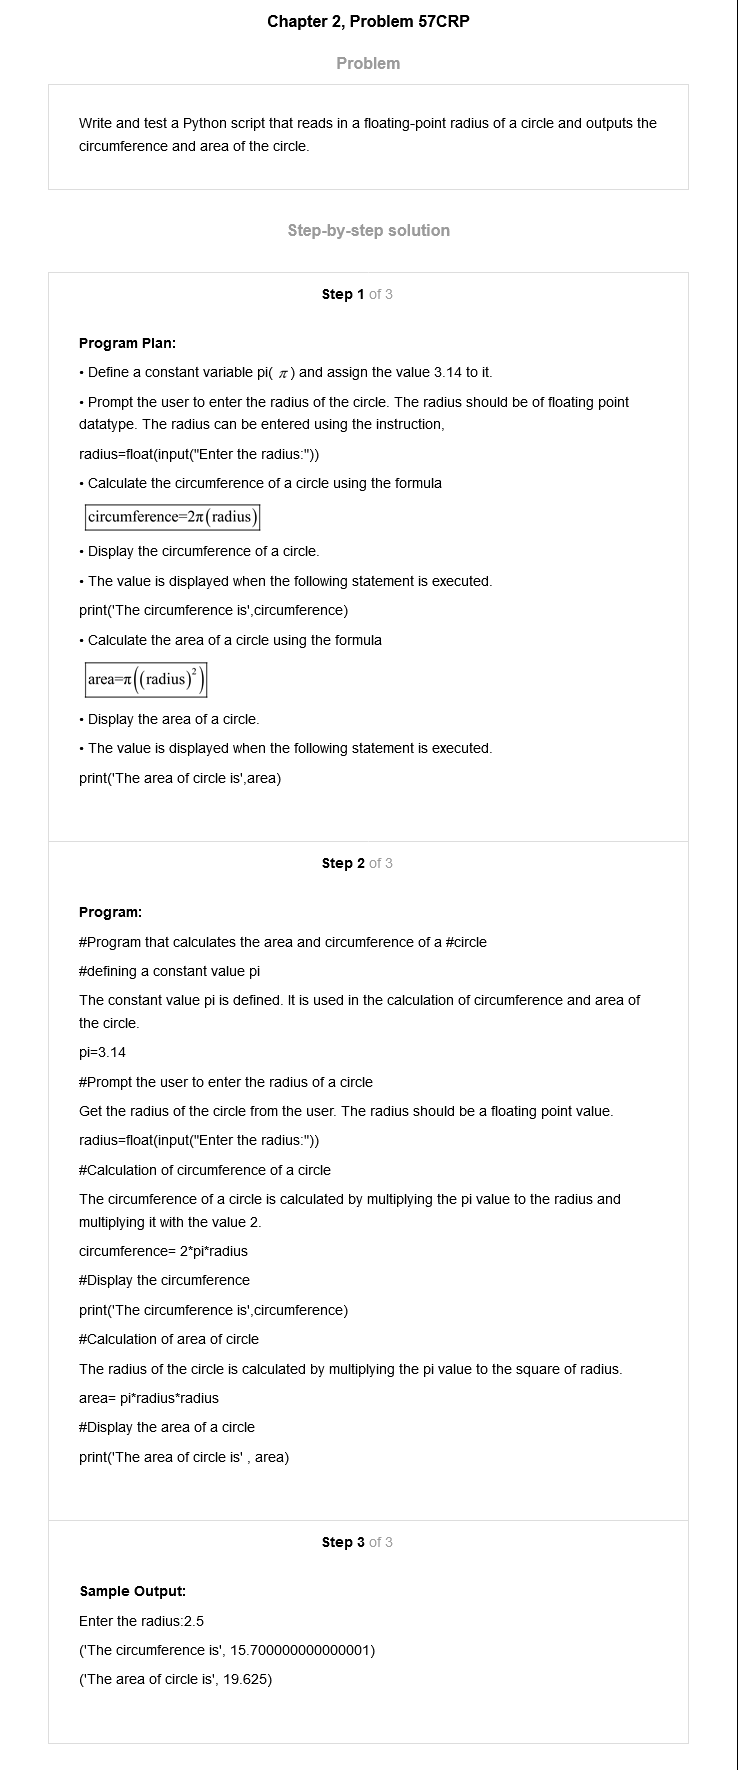 Chapter 2, Problem 57CRP
Problem
Write and test a Python script that reads in a floating-point radius of a circle and outputs the
circumference and area of the circle.
Step-by-step solution
Step 1 of 3
Program Plan:
• Define a constant variable pi( π ) and assign the value 3.14 to it.
• Prompt the user to enter the radius of the circle. The radius should be of floating point
datatype. The radius can be entered using the instruction,
radius=float(input("Enter the radius:"))
• Calculate the circumference of a circle using the formula
circumference=2π(radius)
• Display the circumference of a circle.
• The value is displayed when the following statement is executed.
print('The circumference is',circumference)
• Calculate the area of a circle using the formula
area=π((radius)²)
• Display the area of a circle.
• The value is displayed when the following statement is executed.
print('The area of circle is',area)
Step 2 of 3
Program:
#Program that calculates the area and circumference of a #circle
#defining a constant value pi
The constant value pi is defined. It is used in the calculation of circumference and area of
the circle.
pi=3.14
#Prompt the user to enter the radius of a circle
Get the radius of the circle from the user. The radius should be a floating point value.
radius=float(input("Enter the radius:"))
#Calculation of circumference of a circle
The circumference of a circle is calculated by multiplying the pi value to the radius and
multiplying it with the value 2.
circumference= 2*pi*radius
#Display the circumference
print('The circumference is',circumference)
#Calculation of area of circle
The radius of the circle is calculated by multiplying the pi value to the square of radius.
area= pi*radius*radius
#Display the area of a circle
print('The area of circle is' , area)
Step 3 of 3
Sample Output:
Enter the radius:2.5
('The circumference is', 15.700000000000001)
('The area of circle is', 19.625)